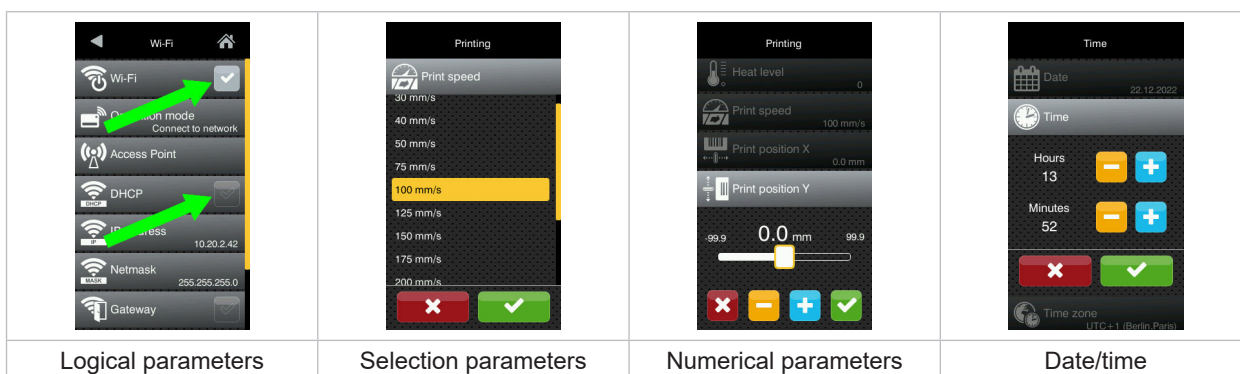 Wi-Fi
Wi-Fi
Operation mode
Connect to network
Access Point
DHCP
DHCP
IP address
IP
10.20.2.42
Netmask
MASK
255.255.255.0
Gateway
Logical parameters
Printing
Print speed
30 mm/s
40 mm/s
50 mm/s
75 mm/s
100 mm/s
125 mm/s
150 mm/s
175 mm/s
200 mm/s
Selection parameters
Printing
Heat level
0
Print speed
100 mm/s
Print position X
0.0 mm
Print position Y
-99.9 0.0 mm 99.9
Numerical parameters
Time
Date
22.12.2022
Time
Hours
13
Minutes
52
Time zone
UTC+1 (Berlin,Paris)
Date/time